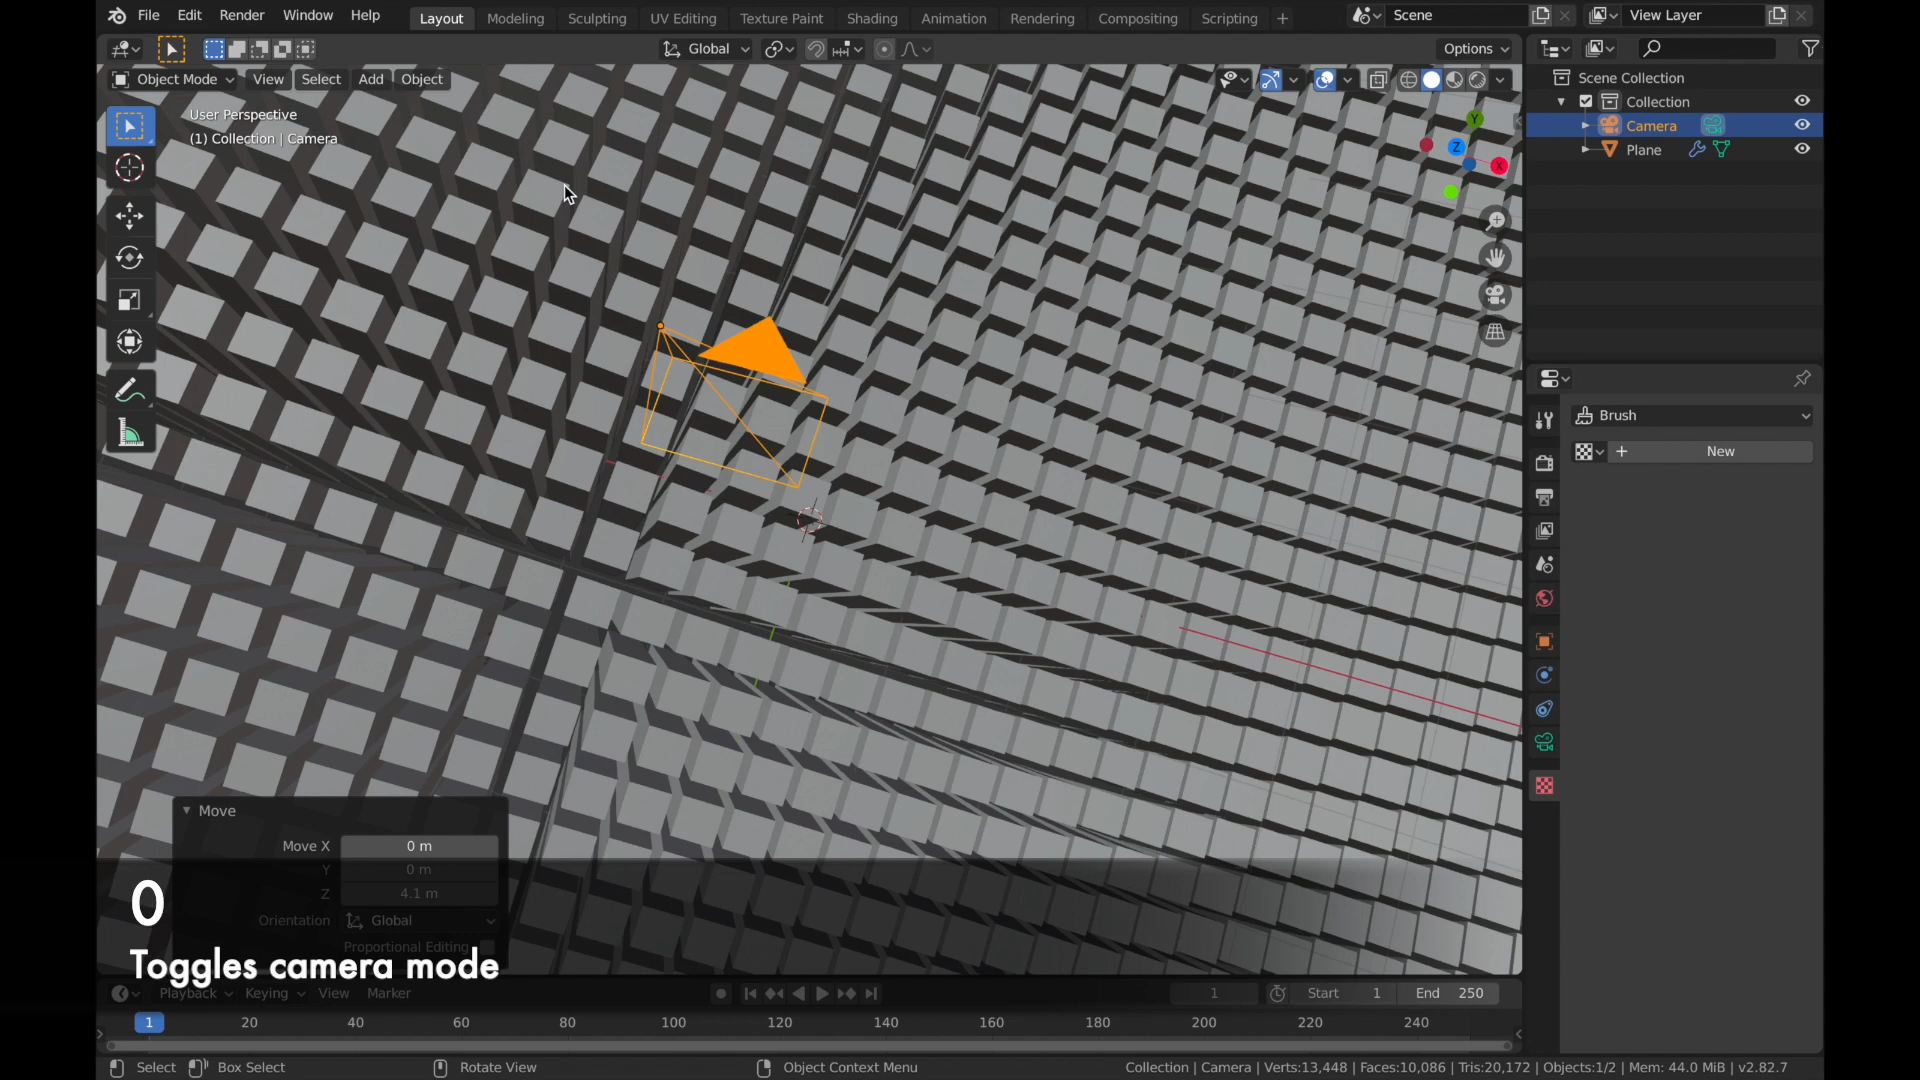 File Edit Render Window Help
Layout Modeling Sculpting UV Editing Texture Paint Shading Animation Rendering Compositing Scripting +
Scene
View Layer
Global
Options
Object Mode View Select Add Object
User Perspective
(1) Collection | Camera
Y
Z
X
Scene Collection
Collection
Camera
Plane
Brush
+ New
Move
Move X 0 m
Y 0 m
Z 4.1 m
Orientation Global
Proportional Editing
0
Toggles camera mode
Playback Keying View Marker
1 Start 1 End 250
1 20 40 60 80 100 120 140 160 180 200 220 240
Select Box Select Rotate View Object Context Menu
Collection | Camera | Verts:13,448 | Faces:10,086 | Tris:20,172 | Objects:1/2 | Mem: 44.0 MiB | v2.82.7